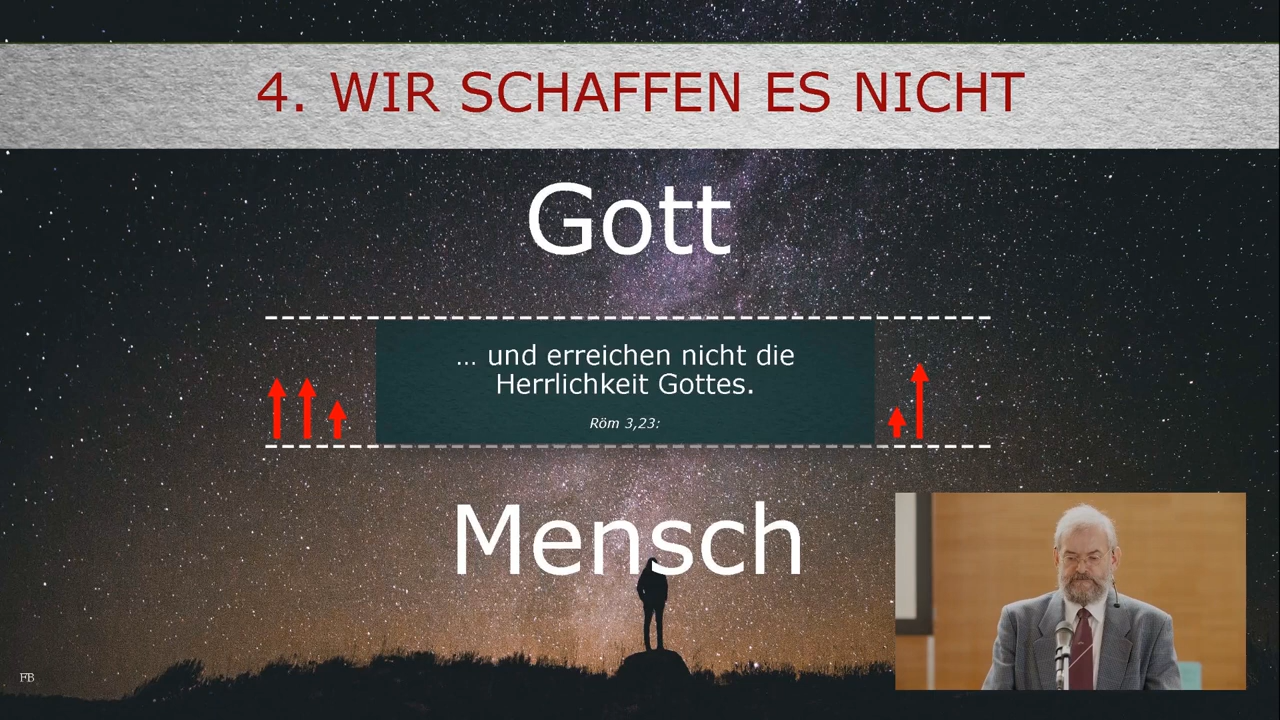 4. WIR SCHAFFEN ES NICHT
Gott
... und erreichen nicht die
Herrlichkeit Gottes.
Röm 3,23:
Mensch
FB